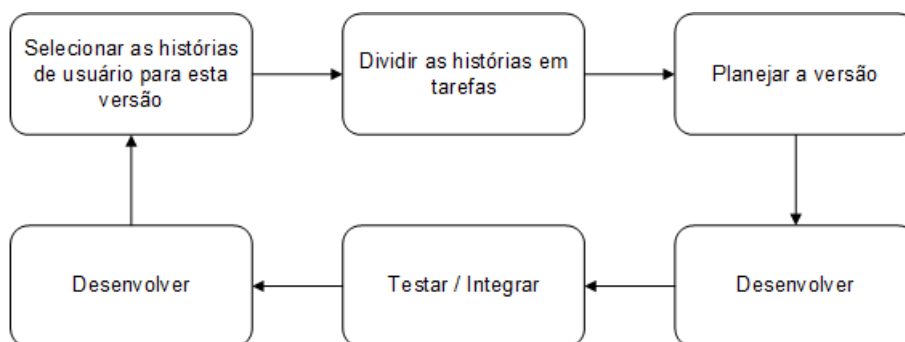 Selecionar as histórias
de usuário para esta
versão
Dividir as histórias em
tarefas
Planejar a versão
Desenvolver
Testar / Integrar
Desenvolver